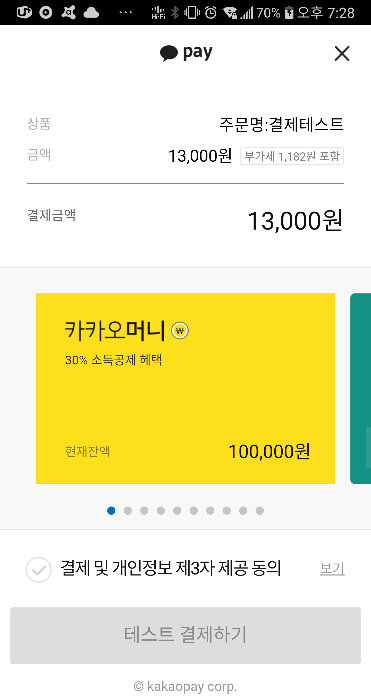 70% 오후 7:28
pay
상품 주문명:결제테스트
금액 13,000원 부가세 1,182원 포함
결제금액 13,000원
카카오머니 W
30% 소득공제 혜택
현재잔액 100,000원
결제 및 개인정보 제3자 제공 동의 보기
테스트 결제하기
© kakaopay corp.